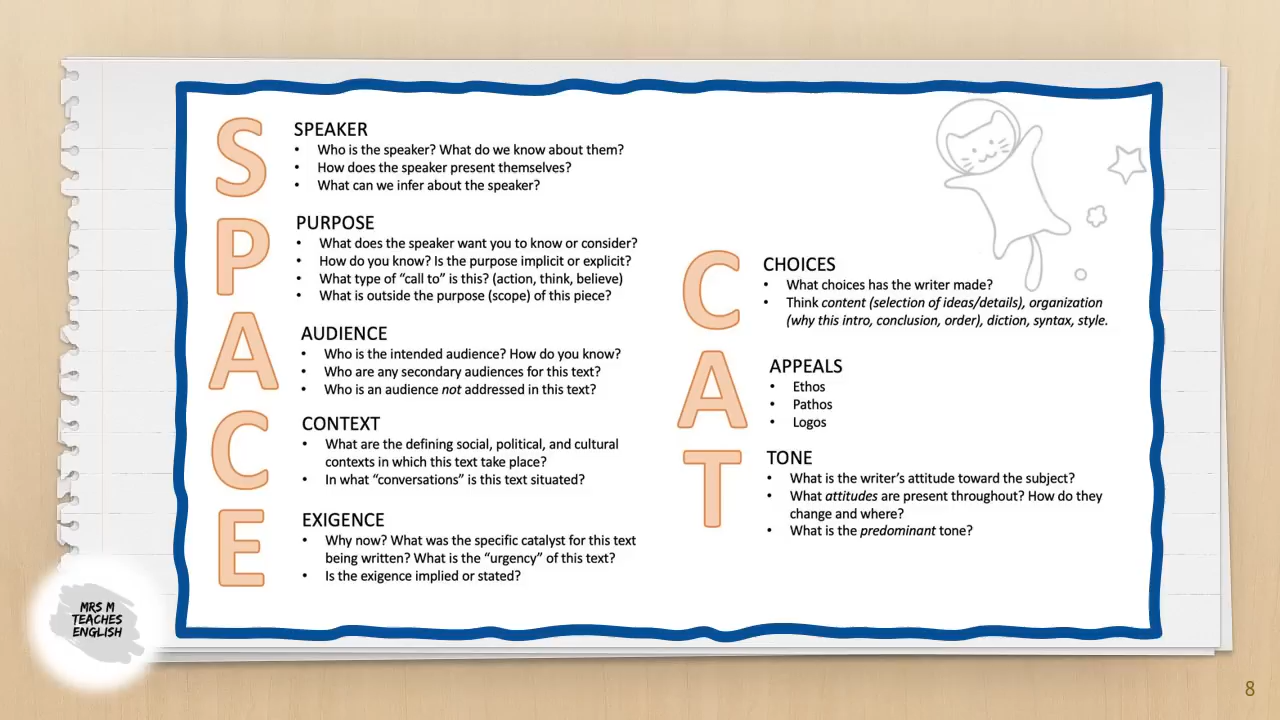 S
SPEAKER
• Who is the speaker? What do we know about them?
• How does the speaker present themselves?
• What can we infer about the speaker?
P
PURPOSE
• What does the speaker want you to know or consider?
• How do you know? Is the purpose implicit or explicit?
• What type of “call to” is this? (action, think, believe)
• What is outside the purpose (scope) of this piece?
A
AUDIENCE
• Who is the intended audience? How do you know?
• Who are any secondary audiences for this text?
• Who is an audience not addressed in this text?
C
CONTEXT
• What are the defining social, political, and cultural
contexts in which this text take place?
• In what “conversations” is this text situated?
E
EXIGENCE
• Why now? What was the specific catalyst for this text
being written? What is the “urgency” of this text?
• Is the exigence implied or stated?
C
CHOICES
• What choices has the writer made?
• Think content (selection of ideas/details), organization
(why this intro, conclusion, order), diction, syntax, style.
A
APPEALS
• Ethos
• Pathos
• Logos
T
TONE
• What is the writer’s attitude toward the subject?
• What attitudes are present throughout? How do they
change and where?
• What is the predominant tone?
MRS M
TEACHES
ENGLISH
8